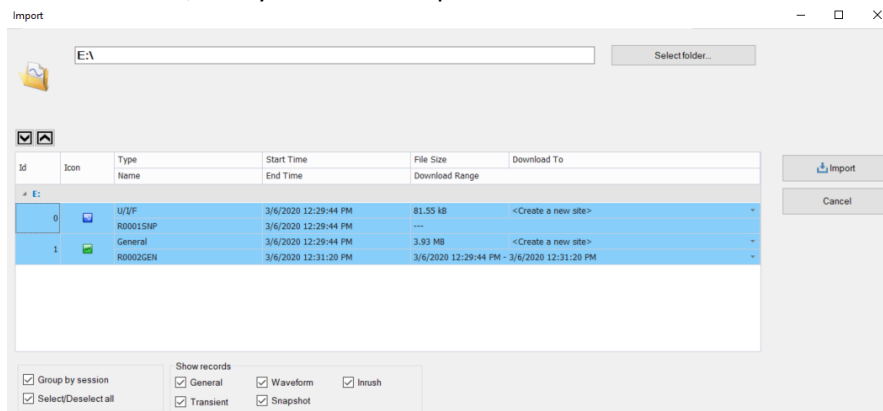 Import
E:\
Select folder...
Id Icon Type Start Time File Size Download To
Name End Time Download Range
Import
E:
Cancel
0 U/I/F 3/6/2020 12:29:44 PM 81.55 kB <Create a new site>
R0001SNP 3/6/2020 12:29:44 PM ---
1 General 3/6/2020 12:29:44 PM 3.93 MB <Create a new site>
R0002GEN 3/6/2020 12:31:20 PM 3/6/2020 12:29:44 PM - 3/6/2020 12:31:20 PM
Show records
Group by session General Waveform Inrush
Select/Deselect all Transient Snapshot